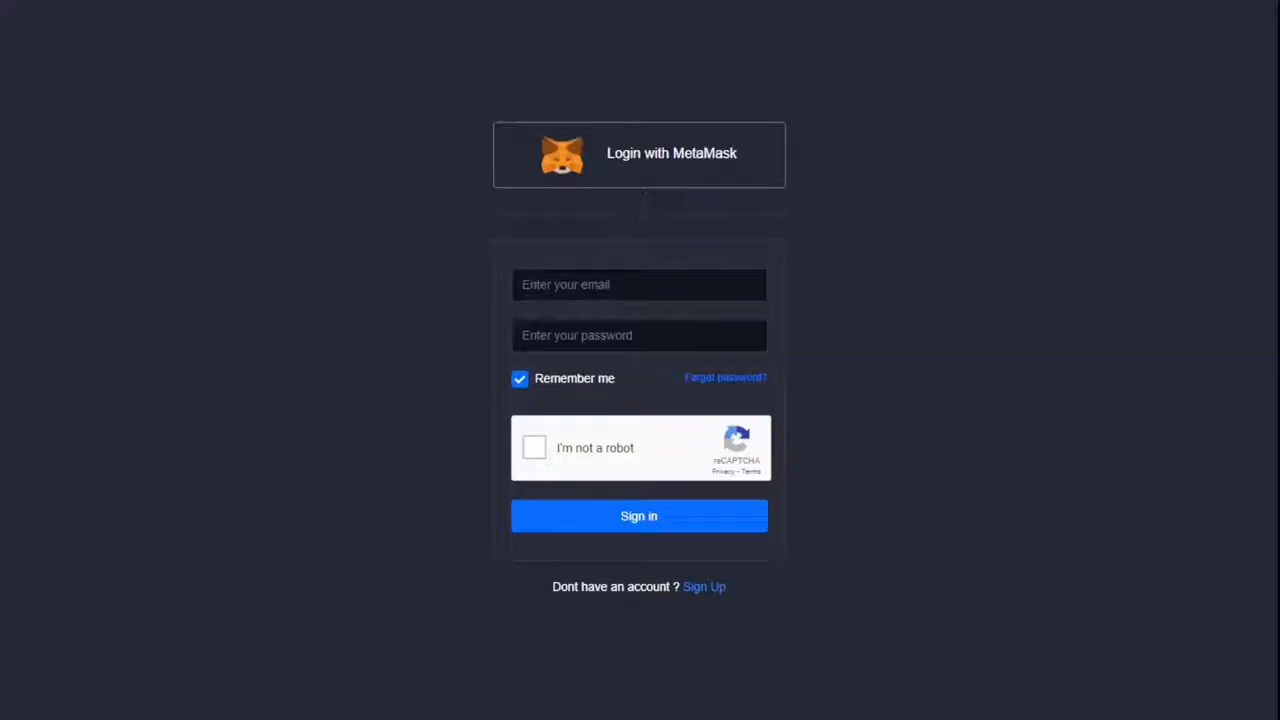 Login with MetaMask
Enter your email
Enter your password
Remember me
Forgot password?
I'm not a robot
reCAPTCHA
Privacy - Terms
Sign in
Dont have an account ? Sign Up